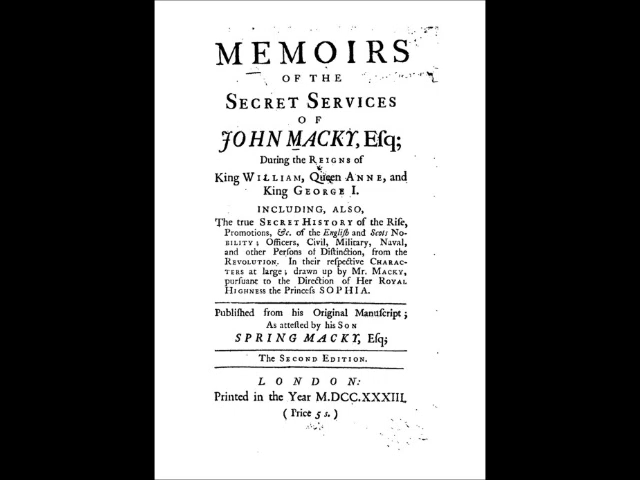 MEMOIRS
OF THE
SECRET SERVICES
OF
JOHN MACKY, Eſq;
During the REIGNS of
King WILLIAM, Queen ANNE, and
King GEORGE I.
INCLUDING, ALSO,
The true SECRET HISTORY of the Riſe,
Promotions, &c. of the Engliſh and Scots NO-
BILITY; Officers, Civil, Military, Naval,
and other Perſons of Diſtinction, from the
REVOLUTION. In their reſpective CHARAC-
TERS at large; drawn up by Mr. MACKY,
purſuant to the Direction of Her ROYAL
HIGHNESS the Princeſs SOPHIA.
Publiſhed from his Original Manuſcript;
As atteſted by his SON
SPRING MACKY, Eſq;
The SECOND EDITION.
LONDON:
Printed in the Year M.DCC.XXXIII.
(Price 5 s.)